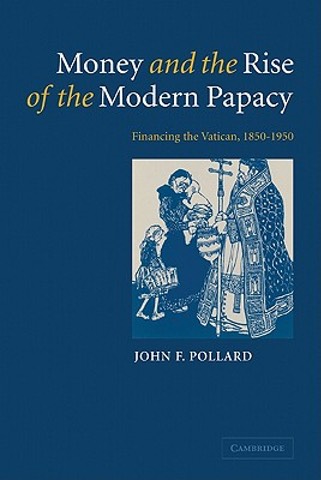 Money and the Rise
of the Modern Papacy
Financing the Vatican, 1850-1950
JOHN F. POLLARD
CAMBRIDGE